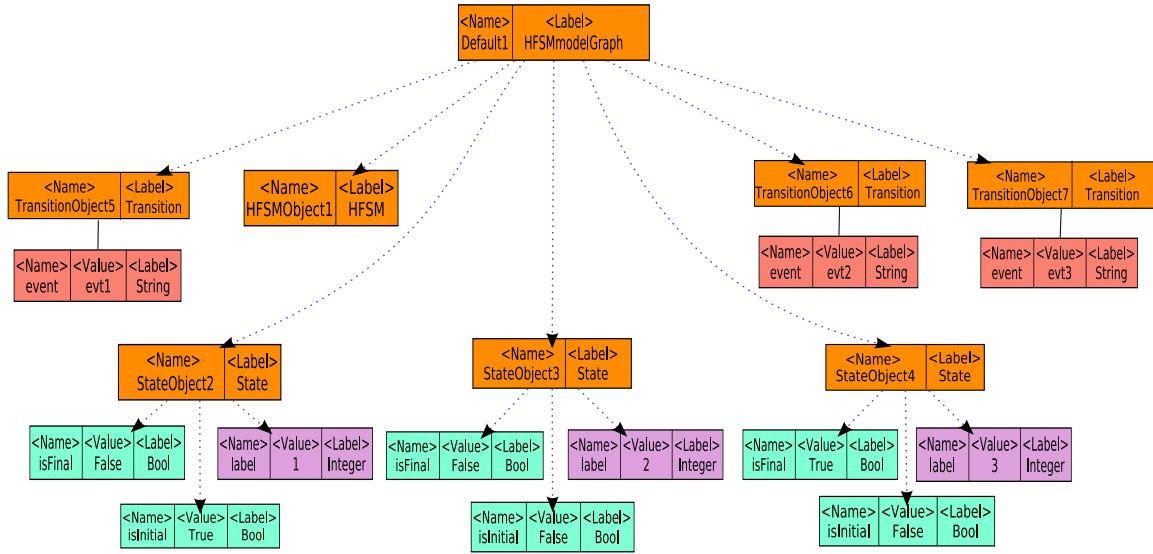 <Name> <Label>
Default1 HFSMmodelGraph
<Name> <Label>
TransitionObject5 Transition
<Name> <Value> <Label>
event evt1 String
<Name> <Label>
HFSMObject1 HFSM
<Name> <Label>
TransitionObject6 Transition
<Name> <Value> <Label>
event evt2 String
<Name> <Label>
TransitionObject7 Transition
<Name> <Value> <Label>
event evt3 String
<Name> <Label>
StateObject2 State
<Name> <Value> <Label>
isFinal False Bool
<Name> <Value> <Label>
label 1 Integer
<Name> <Value> <Label>
isInitial True Bool
<Name> <Label>
StateObject3 State
<Name> <Value> <Label>
isFinal False Bool
<Name> <Value> <Label>
label 2 Integer
<Name> <Value> <Label>
isInitial False Bool
<Name> <Label>
StateObject4 State
<Name> <Value> <Label>
isFinal True Bool
<Name> <Value> <Label>
label 3 Integer
<Name> <Value> <Label>
isInitial False Bool